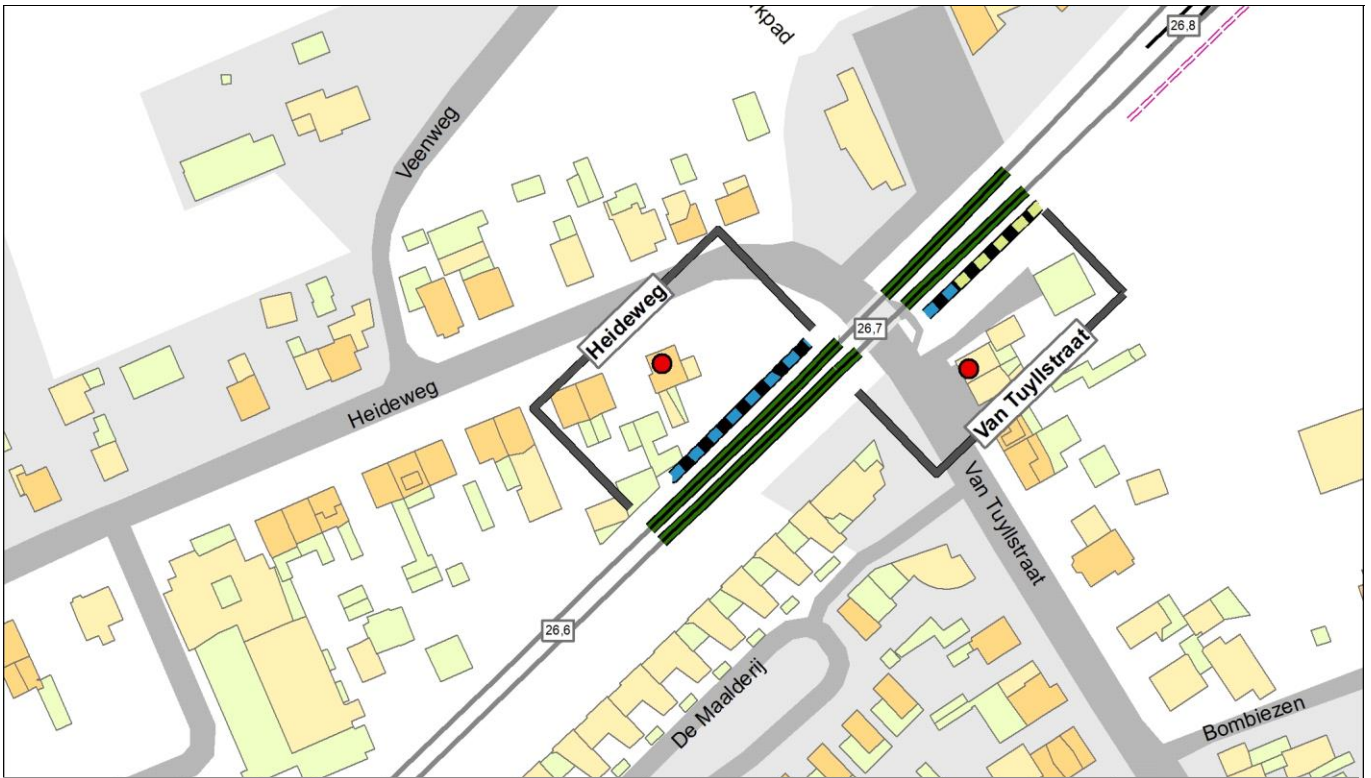 26,8
Veenweg
Heideweg
26,7
Van Tuyllstraat
Heideweg
Van Tuyllstraat
26,6
De Maalderij
Bombiezen